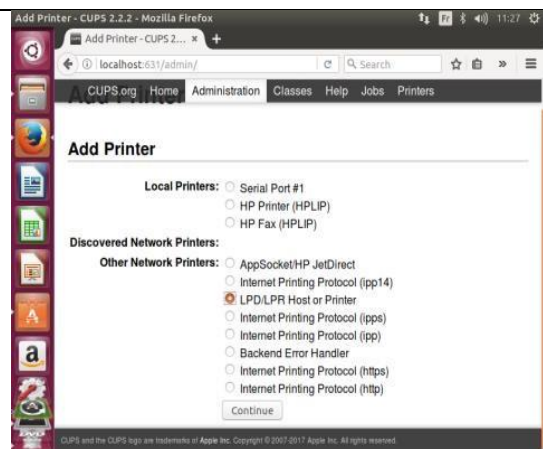 Add Printer - CUPS 2.2.2 - Mozilla Firefox
Fr 11:27
Add Printer - CUPS 2... × +
localhost:631/admin/ Search
CUPS.org Home Administration Classes Help Jobs Printers
Add Printer
Local Printers: Serial Port #1
HP Printer (HPLIP)
HP Fax (HPLIP)
Discovered Network Printers:
Other Network Printers: AppSocket/HP JetDirect
Internet Printing Protocol (ipp14)
LPD/LPR Host or Printer
Internet Printing Protocol (ipps)
Internet Printing Protocol (ipp)
Backend Error Handler
Internet Printing Protocol (https)
Internet Printing Protocol (http)
Continue
CUPS and the CUPS logo are trademarks of Apple Inc. Copyright © 2007-2017 Apple Inc. All rights reserved.